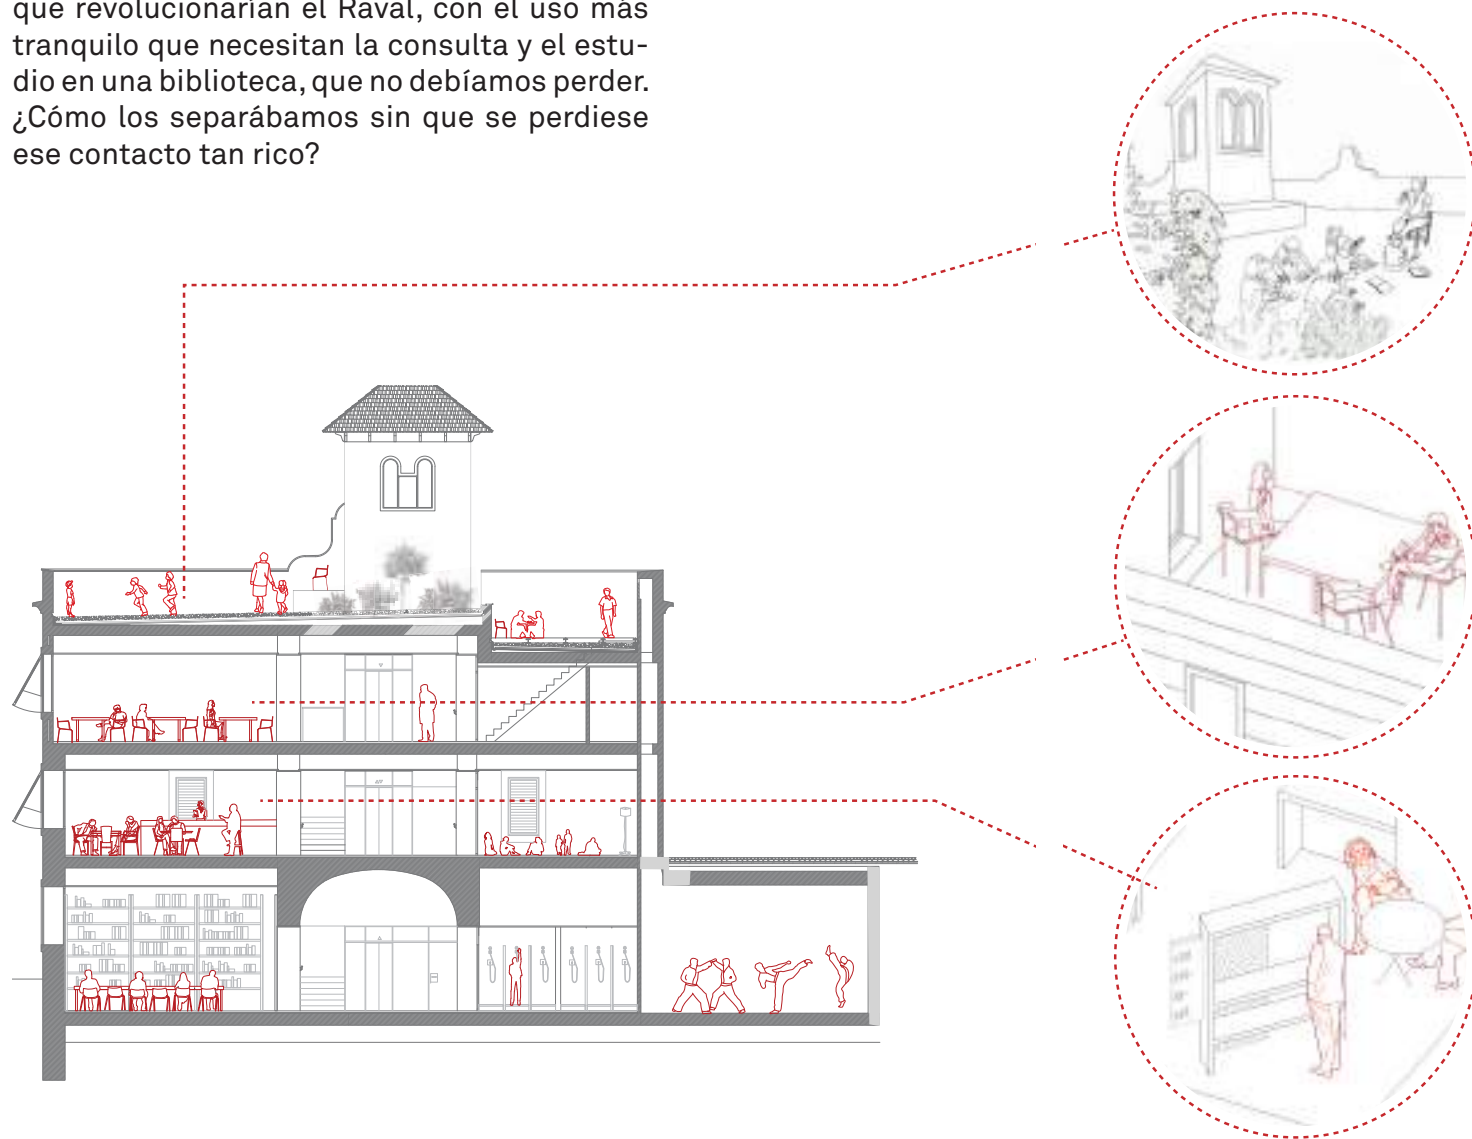 que revolucionarían el Raval, con el uso más
tranquilo que necesitan la consulta y el estu-
dio en una biblioteca, que no debíamos perder.
¿Cómo los separábamos sin que se perdiese
ese contacto tan rico?